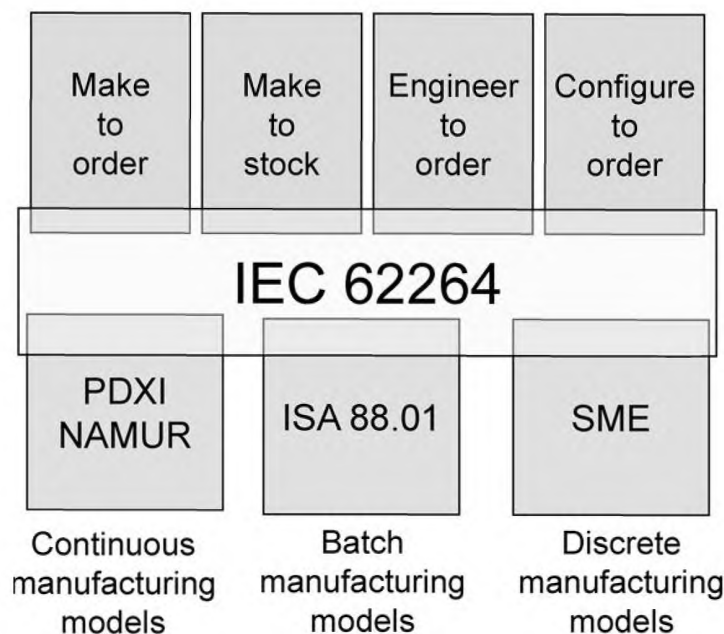 Make
to
order
Make
to
stock
Engineer
to
order
Configure
to
order
IEC 62264
PDXI
NAMUR
ISA 88.01
SME
Continuous
manufacturing
models
Batch
manufacturing
models
Discrete
manufacturing
models